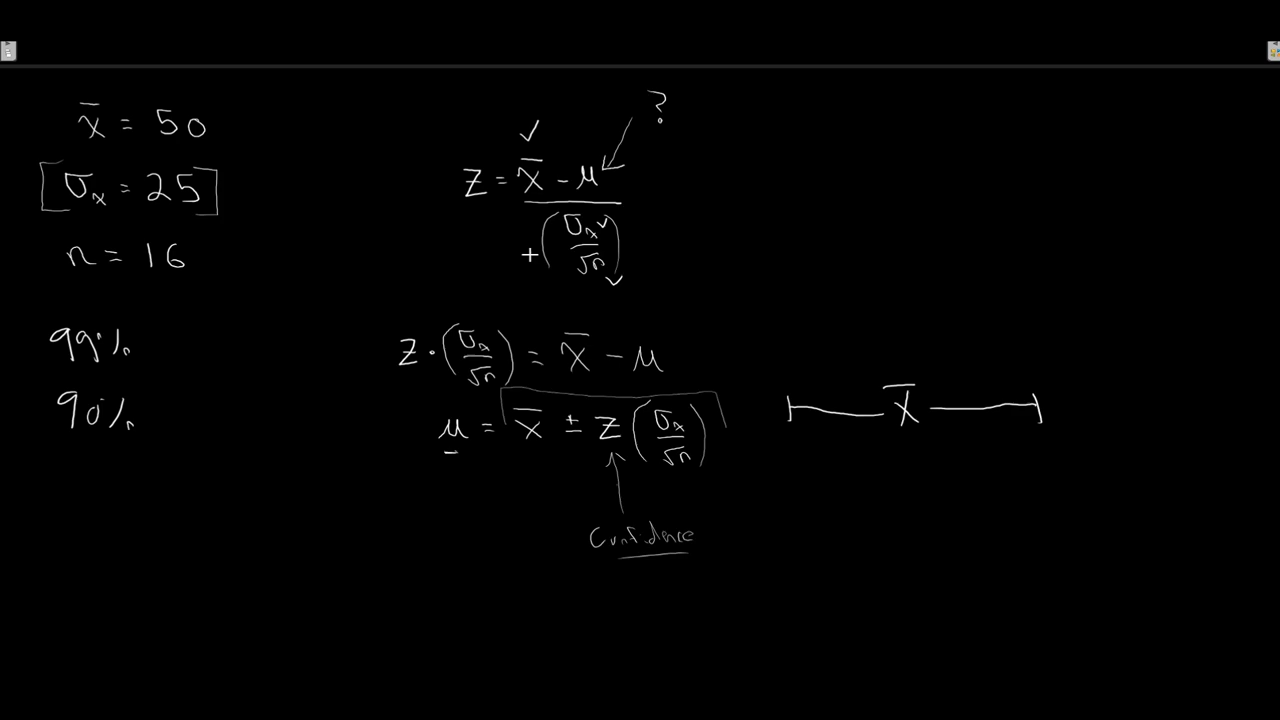 x̄ = 50
[σₓ = 25]
n = 16
99%
90%
?
✓
z = x̄ - μ
+ (σₓ ✓ / √n) ✓
z · (σₓ / √n) = x̄ - μ
μ = x̄ ± z (σₓ / √n)
Confidence
x̄